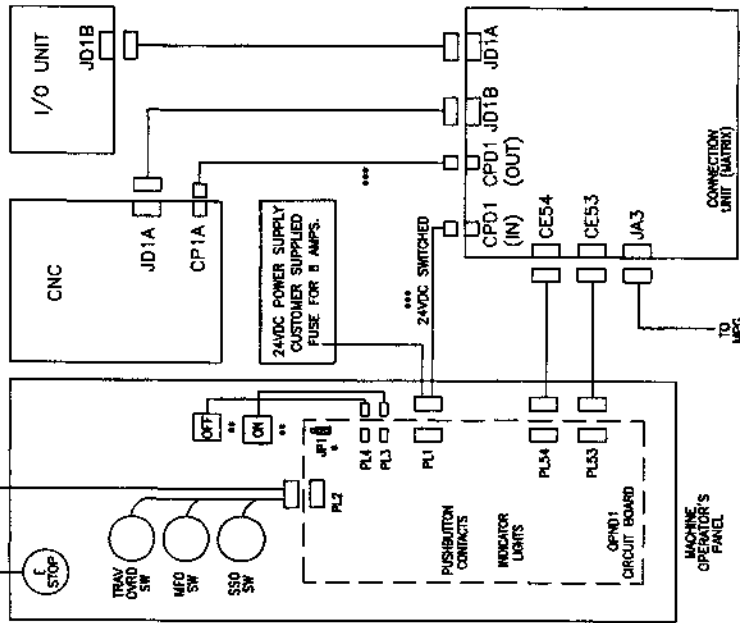 I/O UNIT
JD1B
CNC
JD1A
CP1A
JD1A
JD1B
CPD1
(OUT)
CPD1
(IN)
CE54
CE53
JA3
CONNECTION
UNIT (MATRIX)
***
***
24VDC SWITCHED
24VDC POWER SUPPLY
CUSTOMER SUPPLIED
FUSE FOR 8 AMPS.
TO
MPG
OFF
**
ON
**
JP1
*
PL4
PL3
PL1
PL54
PL53
PL2
E
STOP
TRAV
OVRD
SW
MFO
SW
SSO
SW
PUSHBUTTON
CONTACTS
INDICATOR
LIGHTS
OPND1
CIRCUIT BOARD
MACHINE
OPERATOR'S
PANEL